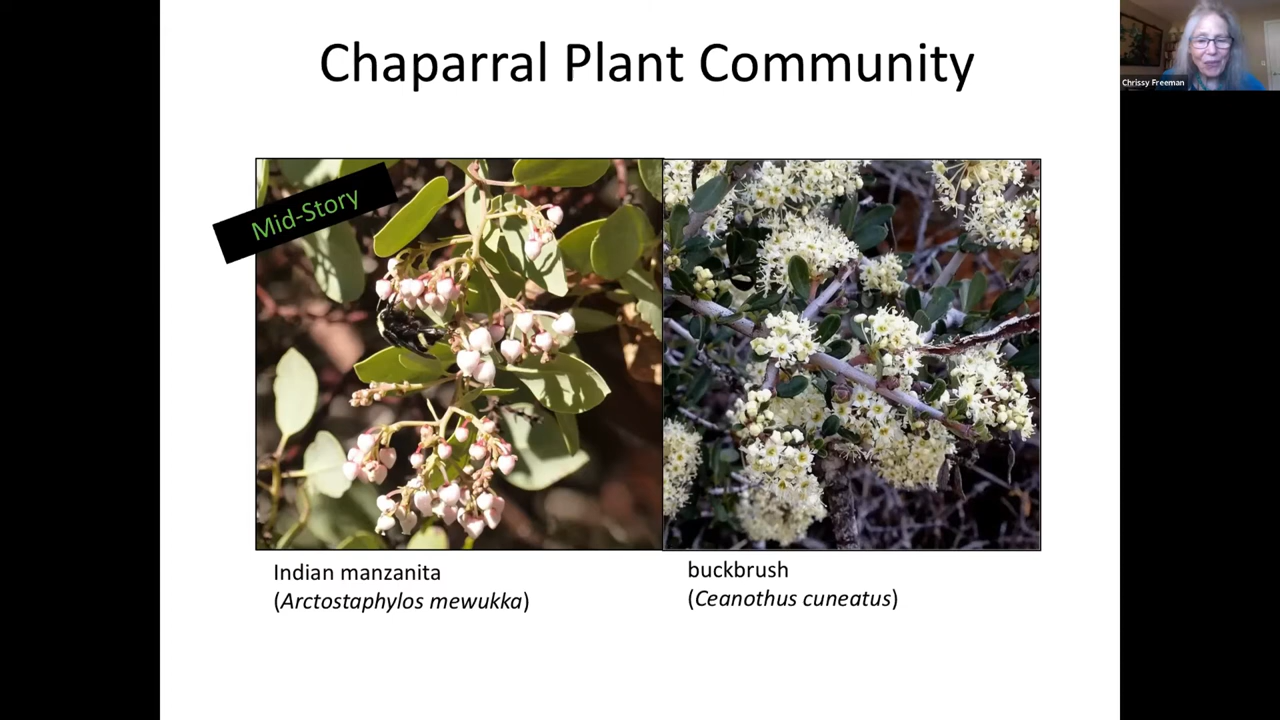 Chaparral Plant Community
Chrissy Freeman
Mid-Story
Indian manzanita
(Arctostaphylos mewukka)
buckbrush
(Ceanothus cuneatus)